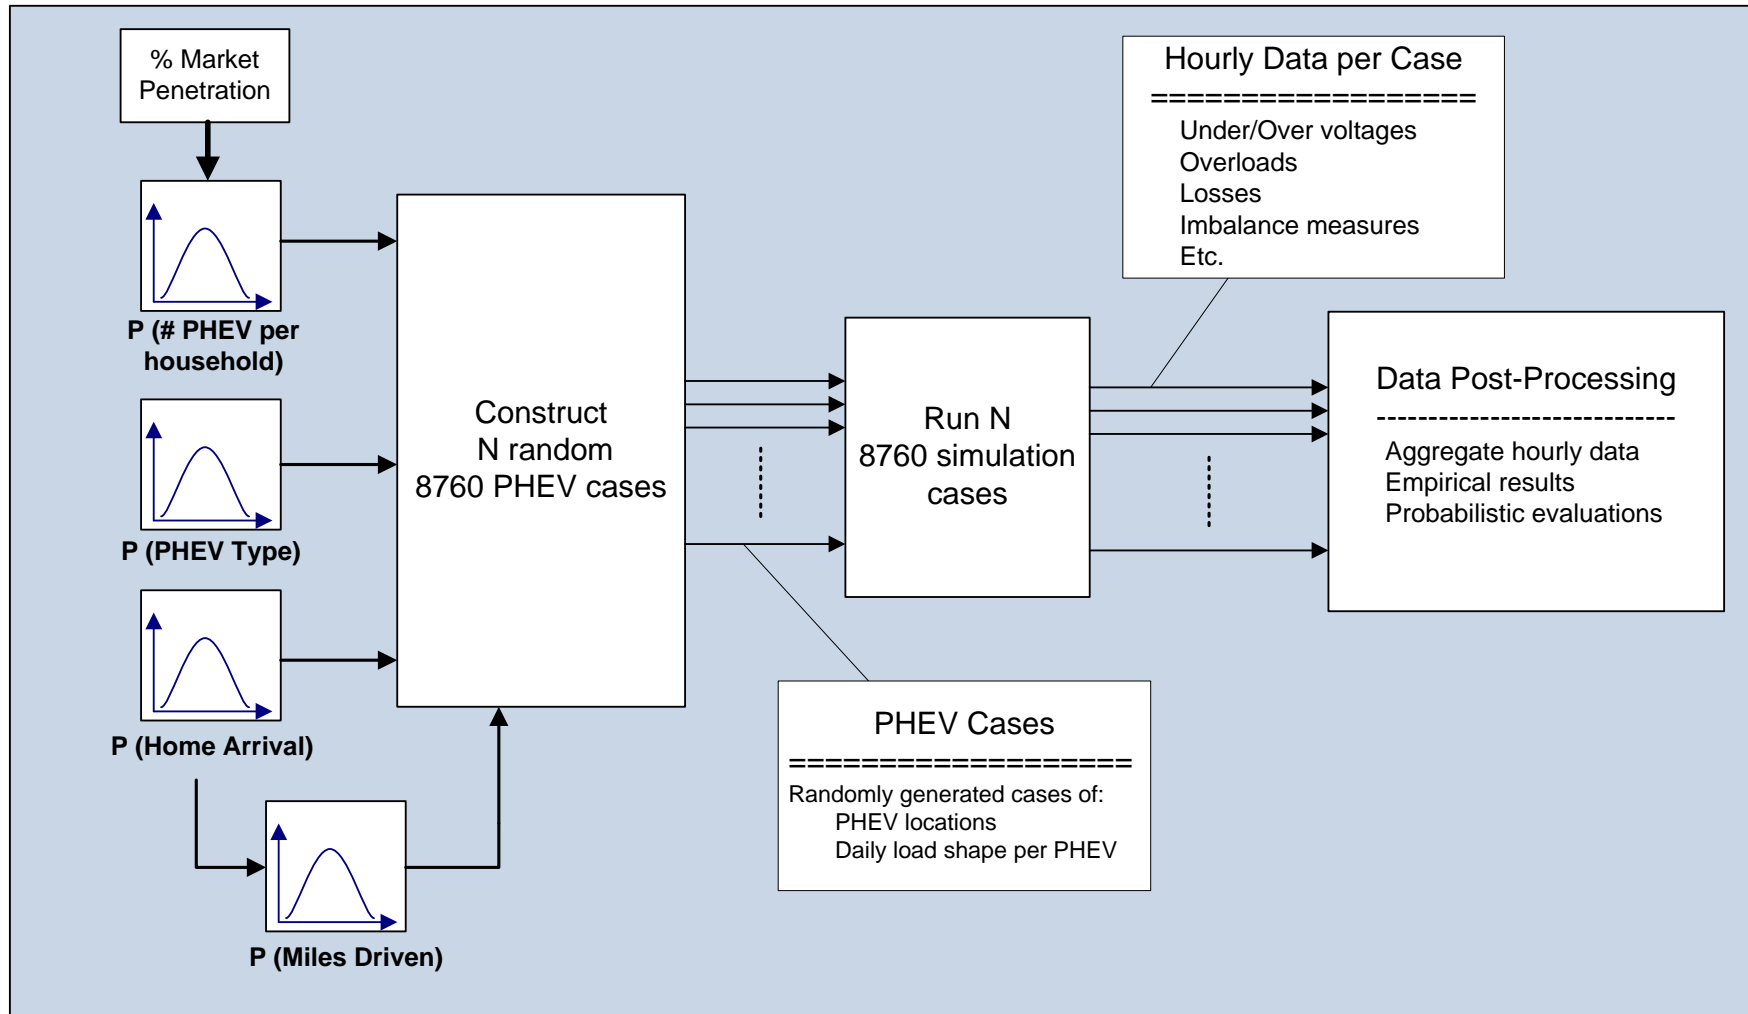 % Market
Penetration
P (# PHEV per
household)
P (PHEV Type)
P (Home Arrival)
P (Miles Driven)
Construct
N random
8760 PHEV cases
PHEV Cases
===================
Randomly generated cases of:
PHEV locations
Daily load shape per PHEV
Run N
8760 simulation
cases
Hourly Data per Case
==================
Under/Over voltages
Overloads
Losses
Imbalance measures
Etc.
Data Post-Processing
----------------------------
Aggregate hourly data
Empirical results
Probabilistic evaluations